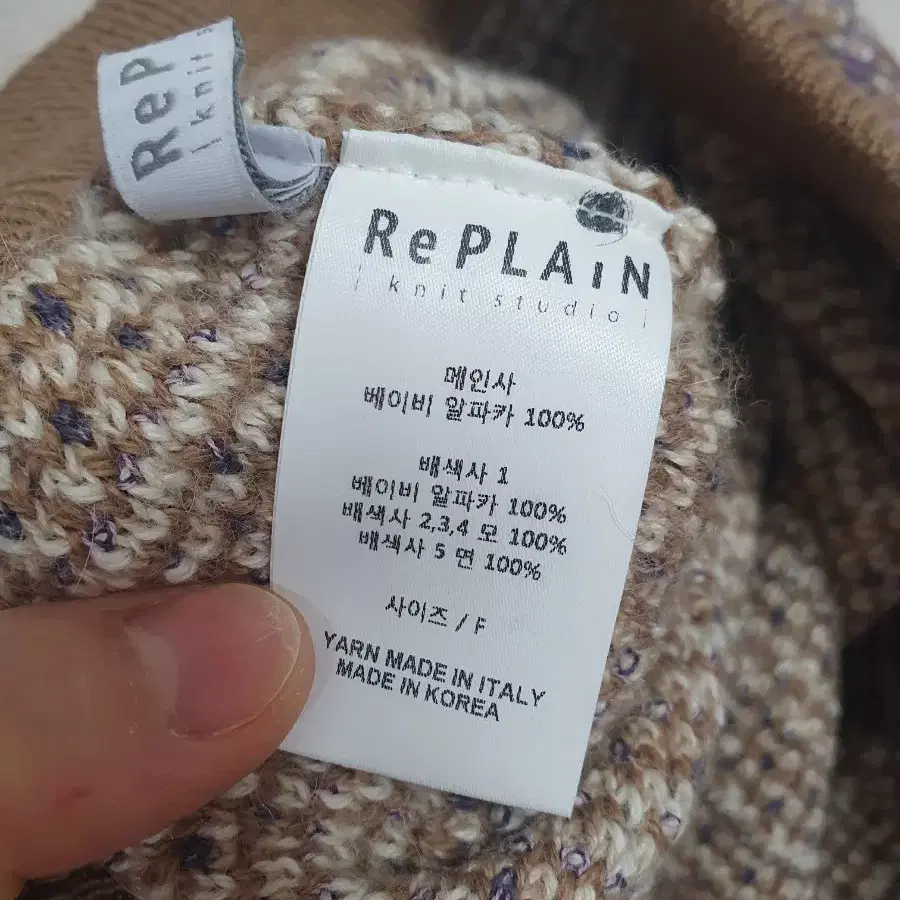 ReP
| knit s
RePLAiN
| knit studio |
메인사
베이비 알파카 100%
배색사 1
베이비 알파카 100%
배색사 2,3,4 모 100%
배색사 5 면 100%
사이즈 / F
YARN MADE IN ITALY
MADE IN KOREA